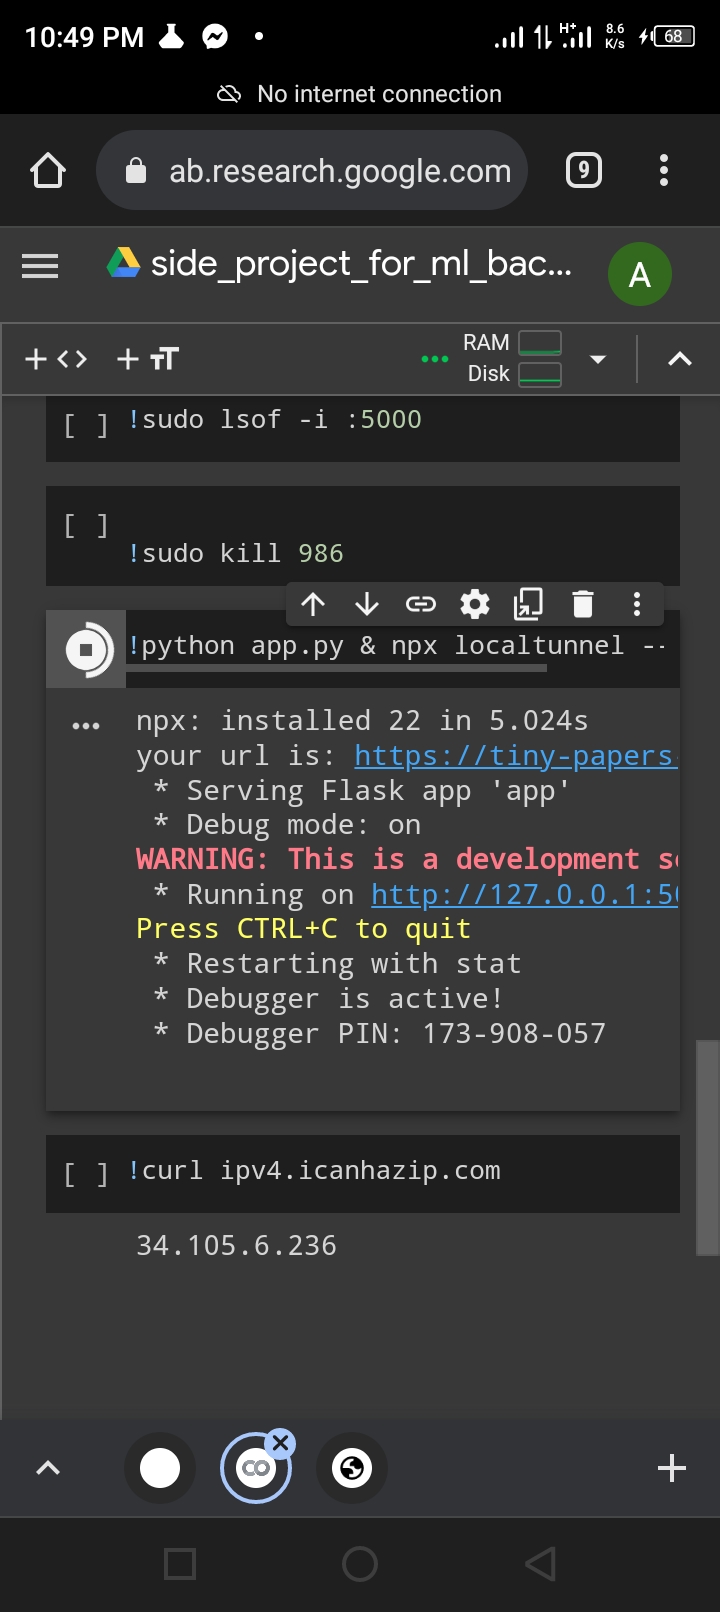 10:49 PM H+ 8.6 K/s 68
No internet connection
ab.research.google.com 9
side_project_for_ml_bac... A
+ <> + TT ... RAM
Disk
[ ] !sudo lsof -i :5000
[ ]
!sudo kill 986
!python app.py & npx localtunnel --
... npx: installed 22 in 5.024s
your url is: https://tiny-papers
* Serving Flask app 'app'
* Debug mode: on
WARNING: This is a development se
* Running on http://127.0.0.1:50
Press CTRL+C to quit
* Restarting with stat
* Debugger is active!
* Debugger PIN: 173-908-057
[ ] !curl ipv4.icanhazip.com
34.105.6.236